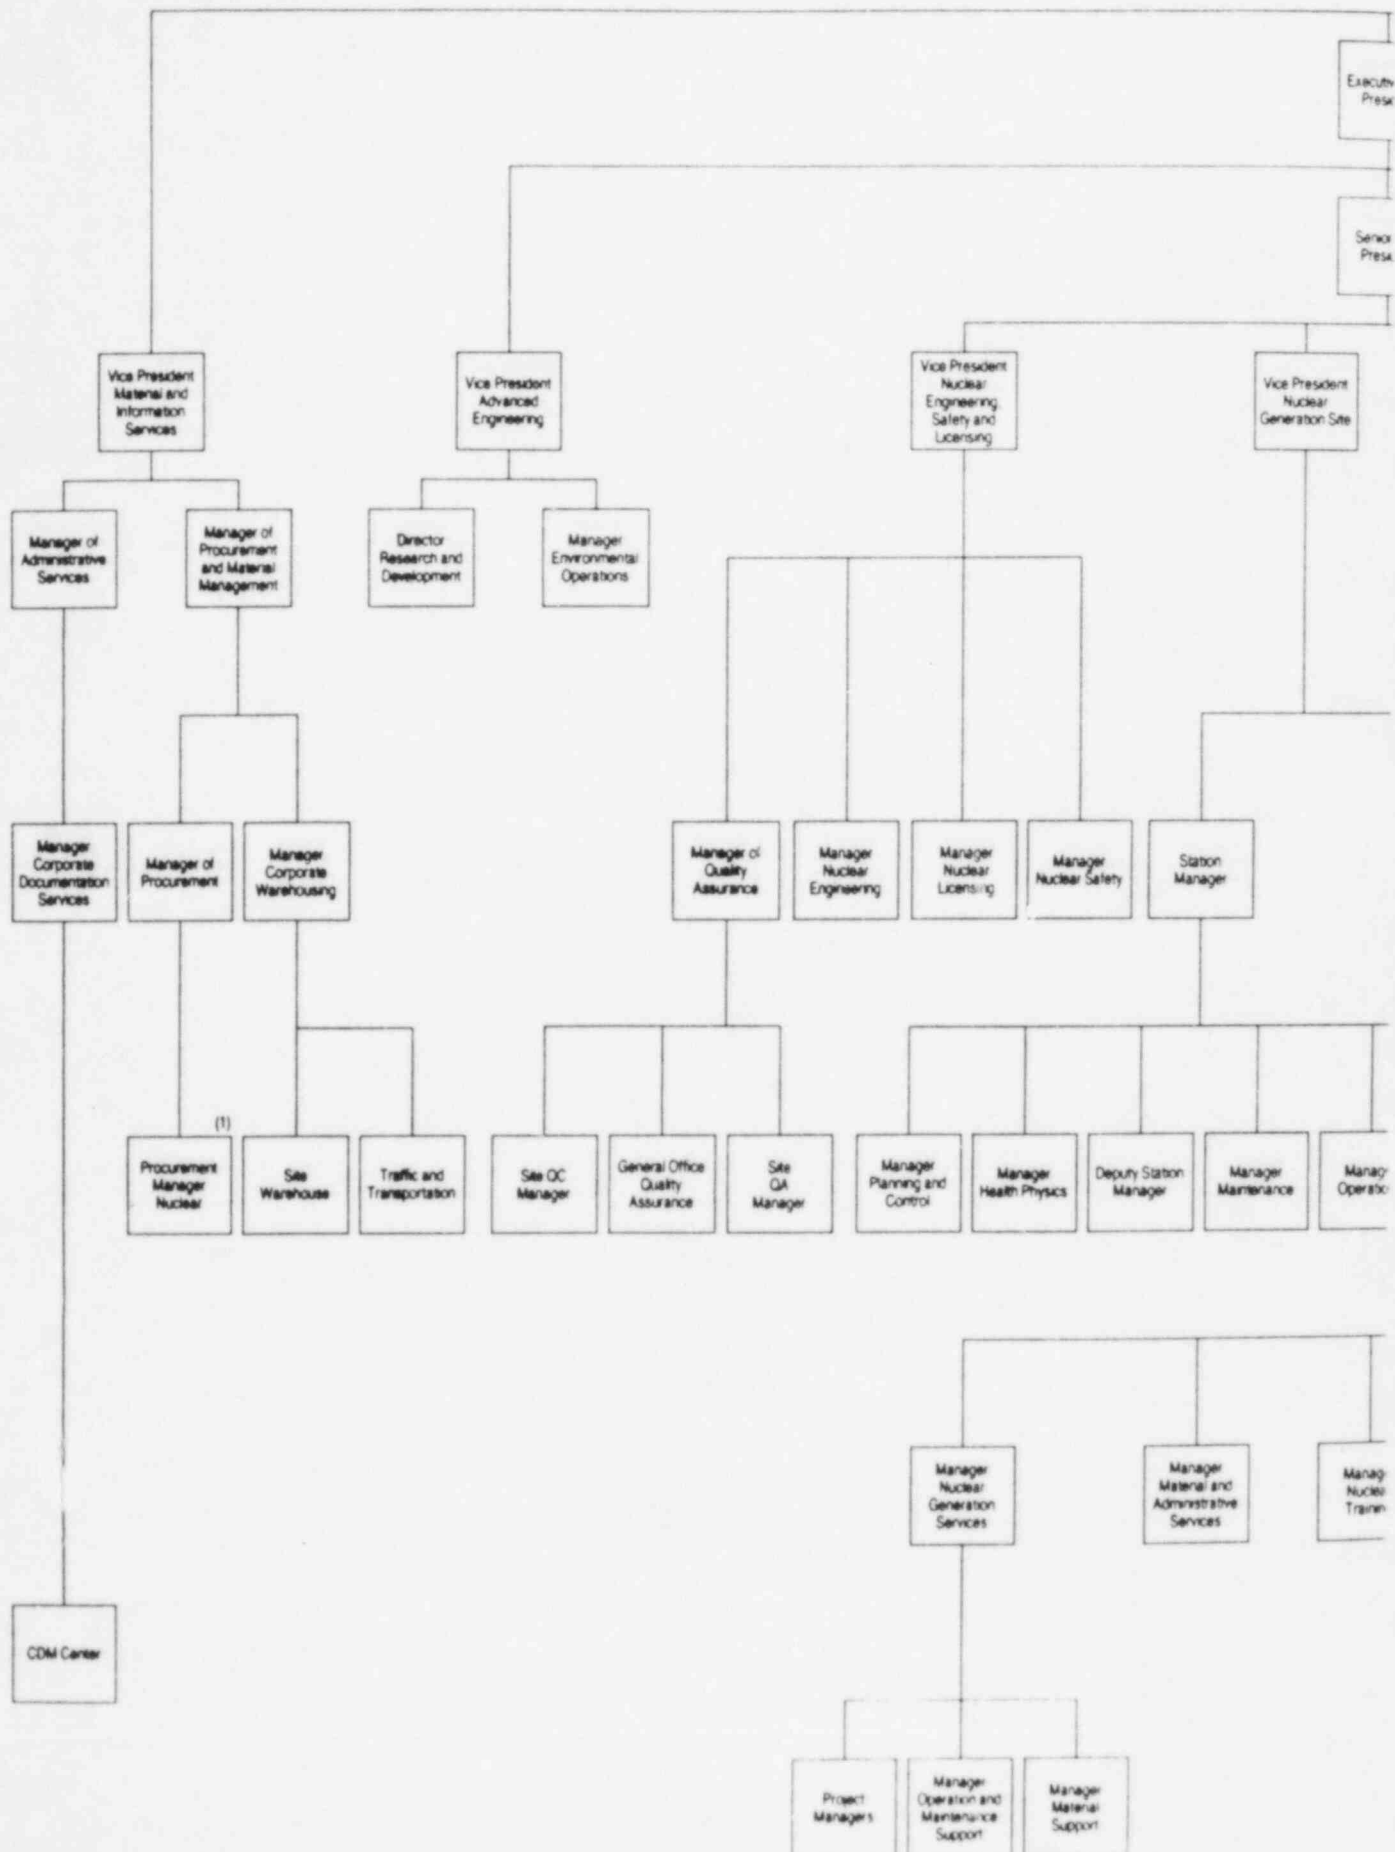 Vice President
Material and
Information
Services
Vice President
Advanced
Engineering
Vice President
Nuclear
Engineering,
Safety and
Licensing
Vice President
Nuclear
Generation Site
Senior
Manager of
Administrative
Services
Manager of
Procurement
and Material
Management
Director
Research and
Development
Manager
Environmental
Operations
Manager
Corporate
Documentation
Services
Manager of
Procurement
Manager
Corporate
Warehousing
Manager of
Quality
Assurance
Manager
Nuclear
Engineering
Manager
Nuclear
Licensing
Manager
Nuclear Safety
Station
Manager
(1)
Procurement
Manager
Nuclear
Site
Warehouse
Traffic and
Transportation
Site QC
Manager
General Office
Quality
Assurance
Site
QA
Manager
Manager
Planning and
Control
Manager
Health Physics
Deputy Station
Manager
Manager
Maintenance
Manager
Nuclear
Generation
Services
Manager
Material and
Administrative
Services
CDM Center
Project
Managers
Manager
Operation and
Maintenance
Support
Manager
Material
Support